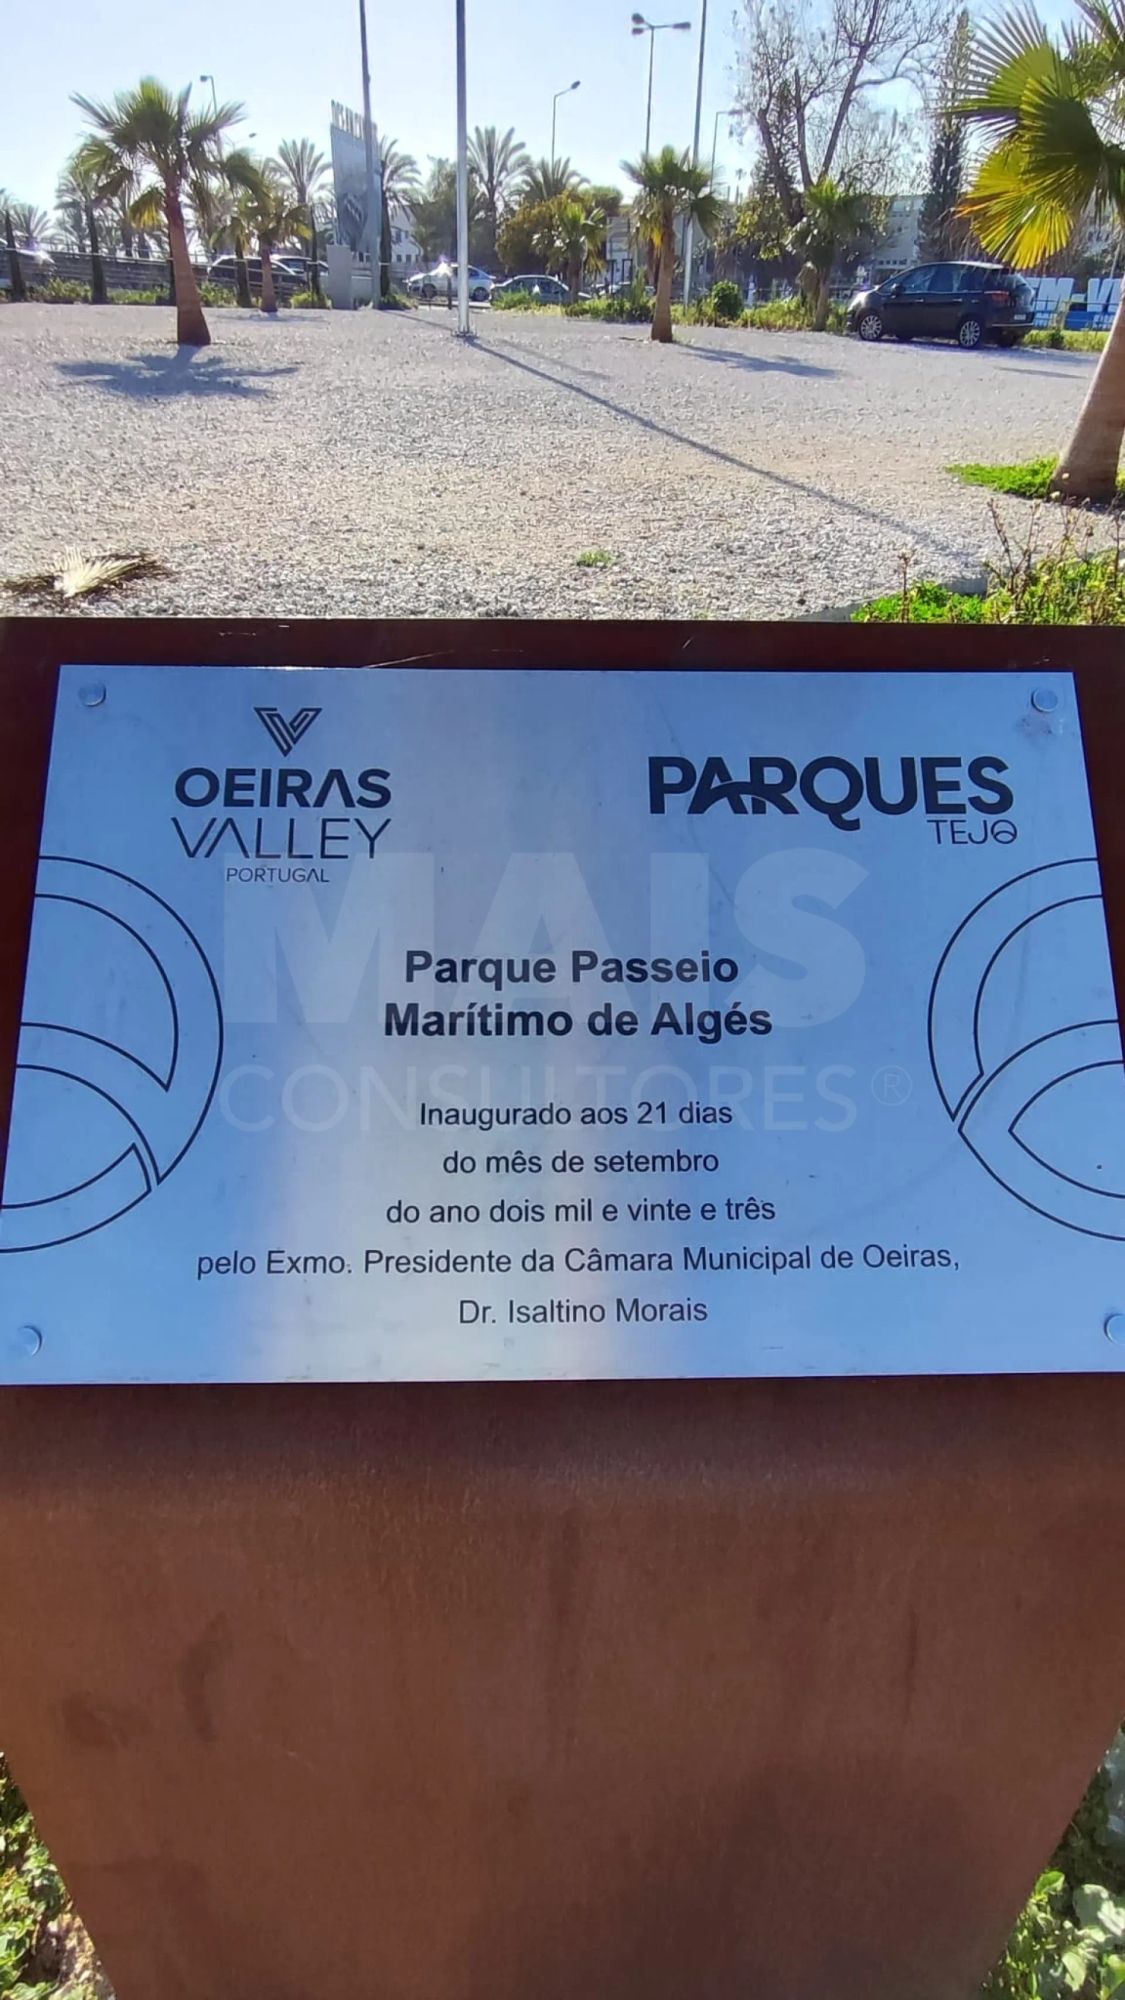 OEIRAS
VALLEY
PORTUGAL
PARQUES
TEJO
MAIS
CONSULTORES®
Parque Passeio
Marítimo de Algés
Inaugurado aos 21 dias
do mês de setembro
do ano dois mil e vinte e três
pelo Exmo. Presidente da Câmara Municipal de Oeiras,
Dr. Isaltino Morais